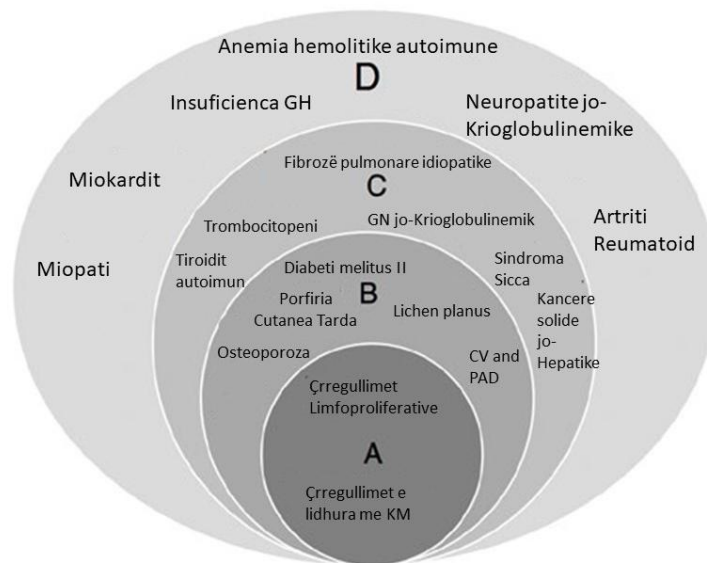 Anemia hemolitike autoimune
D
Insuficienca GH
Neuropatite jo-
Krioglobulinemike
Miokardit
Miopati
Artriti
Reumatoid
Fibrozë pulmonare idiopatike
C
Trombocitopeni
GN jo-Krioglobulinemik
Tiroidit
autoimun
Sindroma
Sicca
Kancere
solide
jo-
Hepatike
Diabeti melitus II
B
Porfiria
Cutanea Tarda
Lichen planus
Osteoporoza
CV and
PAD
Çrregullimet
Limfoproliferative
A
Çrregullimet e
lidhura me KM